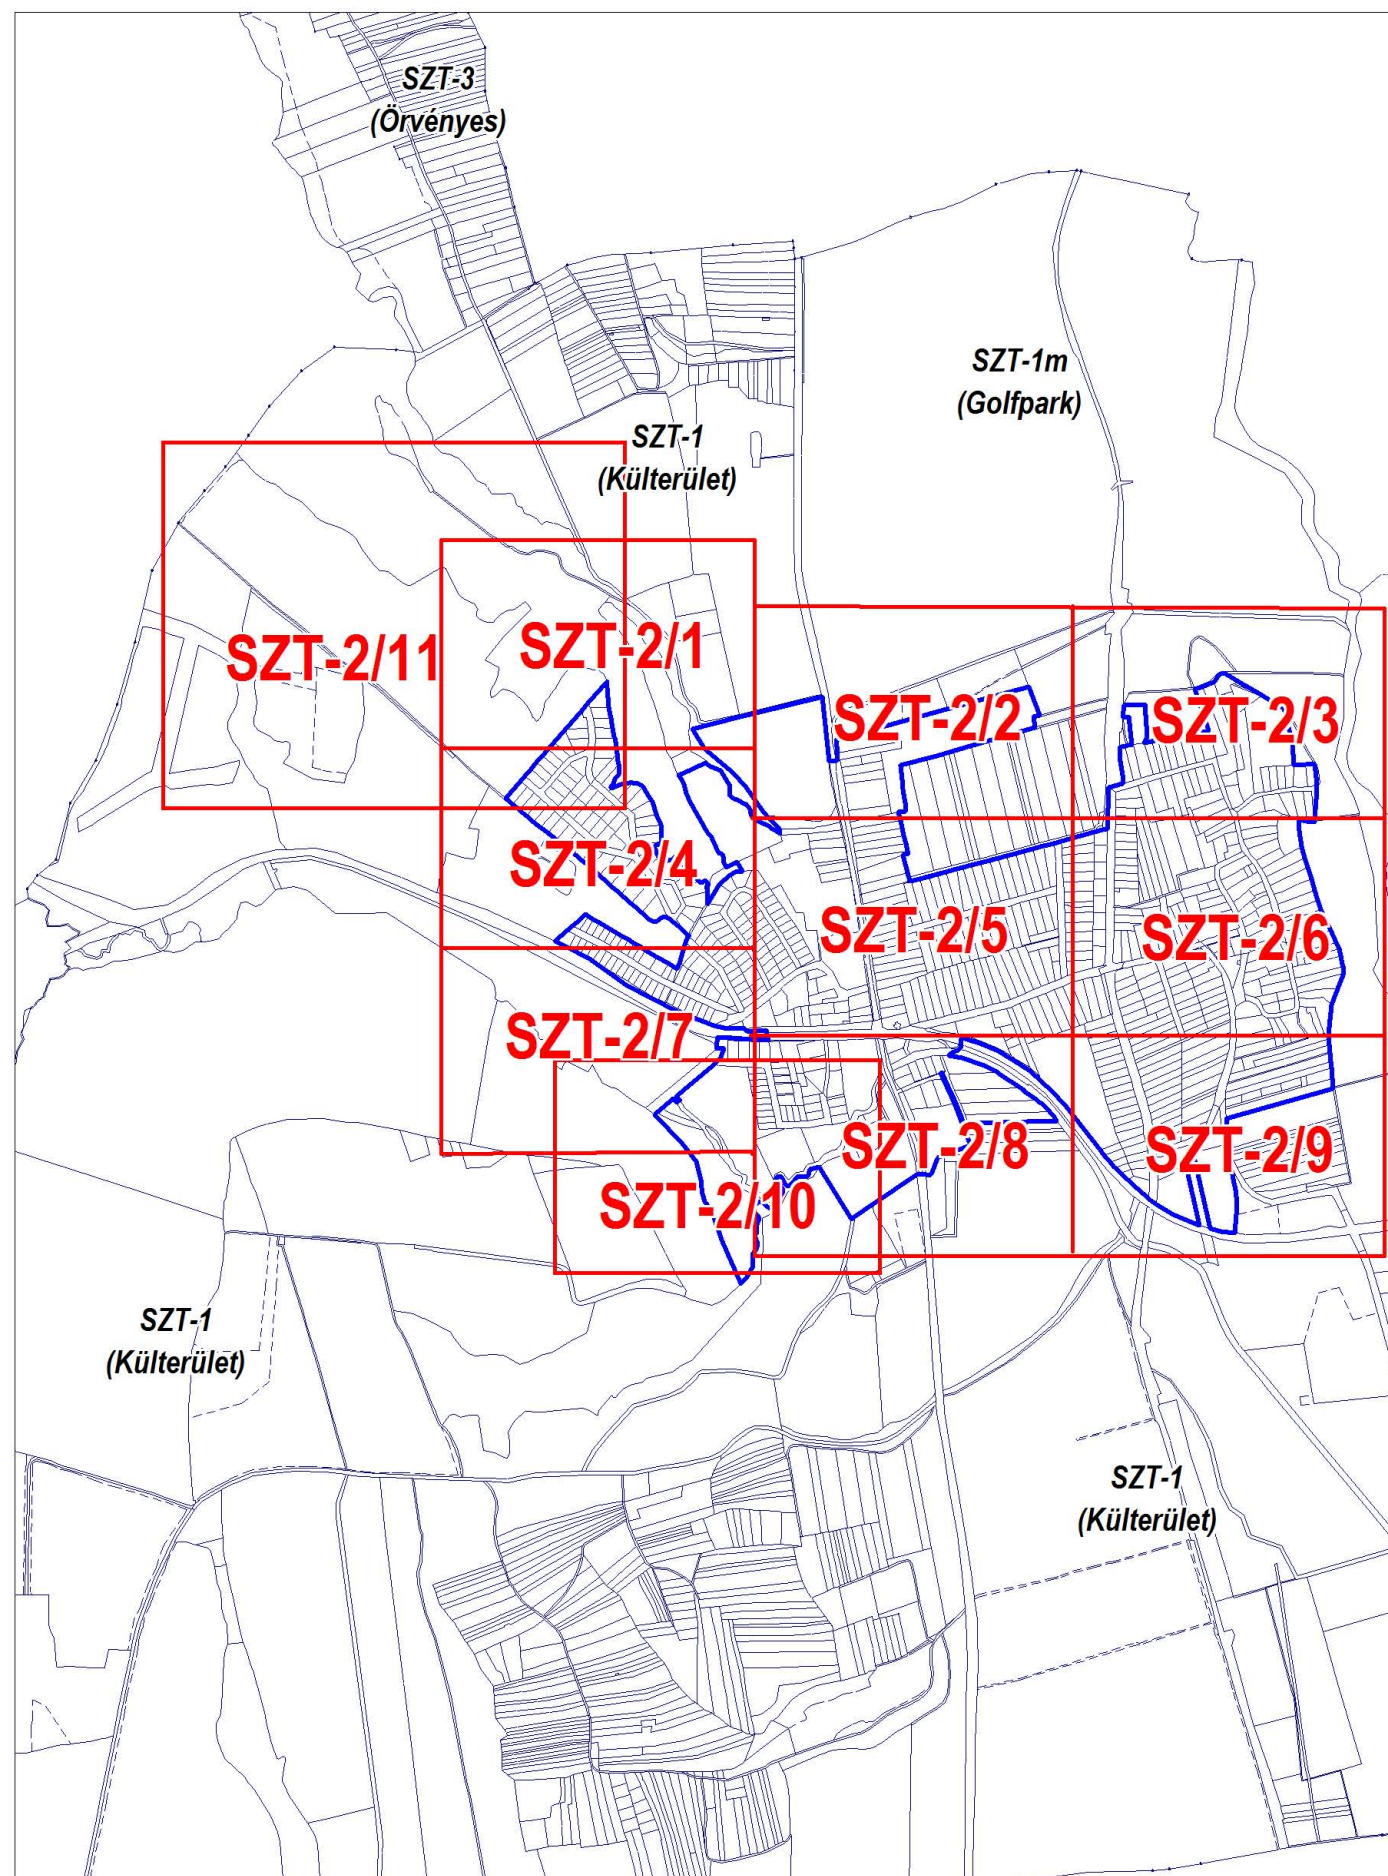 SZT-3
(Örvényes)
SZT-1m
(Golfpark)
SZT-1
(Külterület)
SZT-2/11
SZT-2/1
SZT-2/2
SZT-2/3
SZT-2/4
SZT-2/5
SZT-2/6
SZT-2/7
SZT-2/8
SZT-2/9
SZT-2/10
SZT-1
(Külterület)
SZT-1
(Külterület)